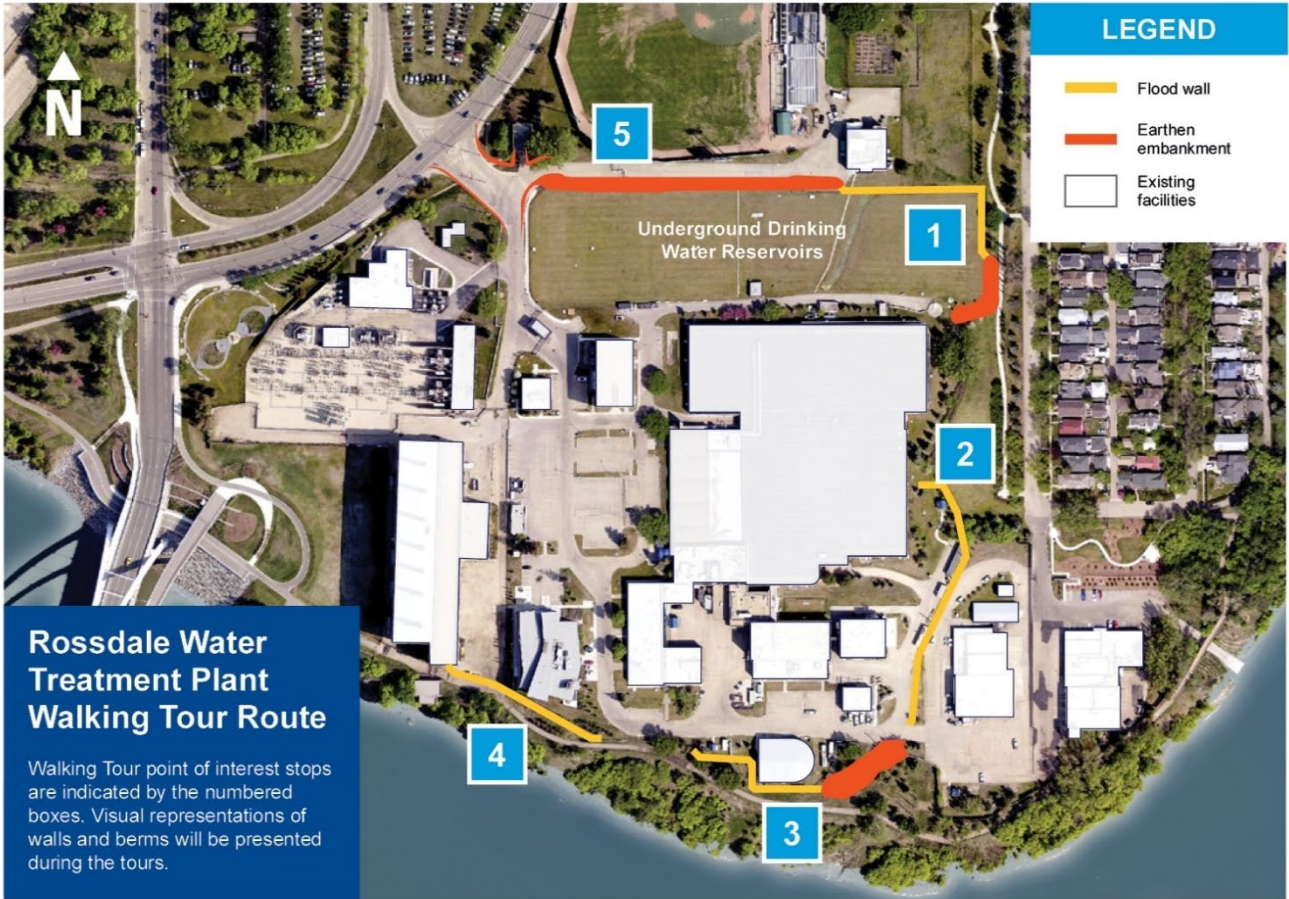 N
LEGEND
Flood wall
Earthen
embankment
Existing
facilities
5
Underground Drinking
Water Reservoirs
1
2
Rossdale Water
Treatment Plant
Walking Tour Route
Walking Tour point of interest stops
are indicated by the numbered
boxes. Visual representations of
walls and berms will be presented
during the tours.
4
3